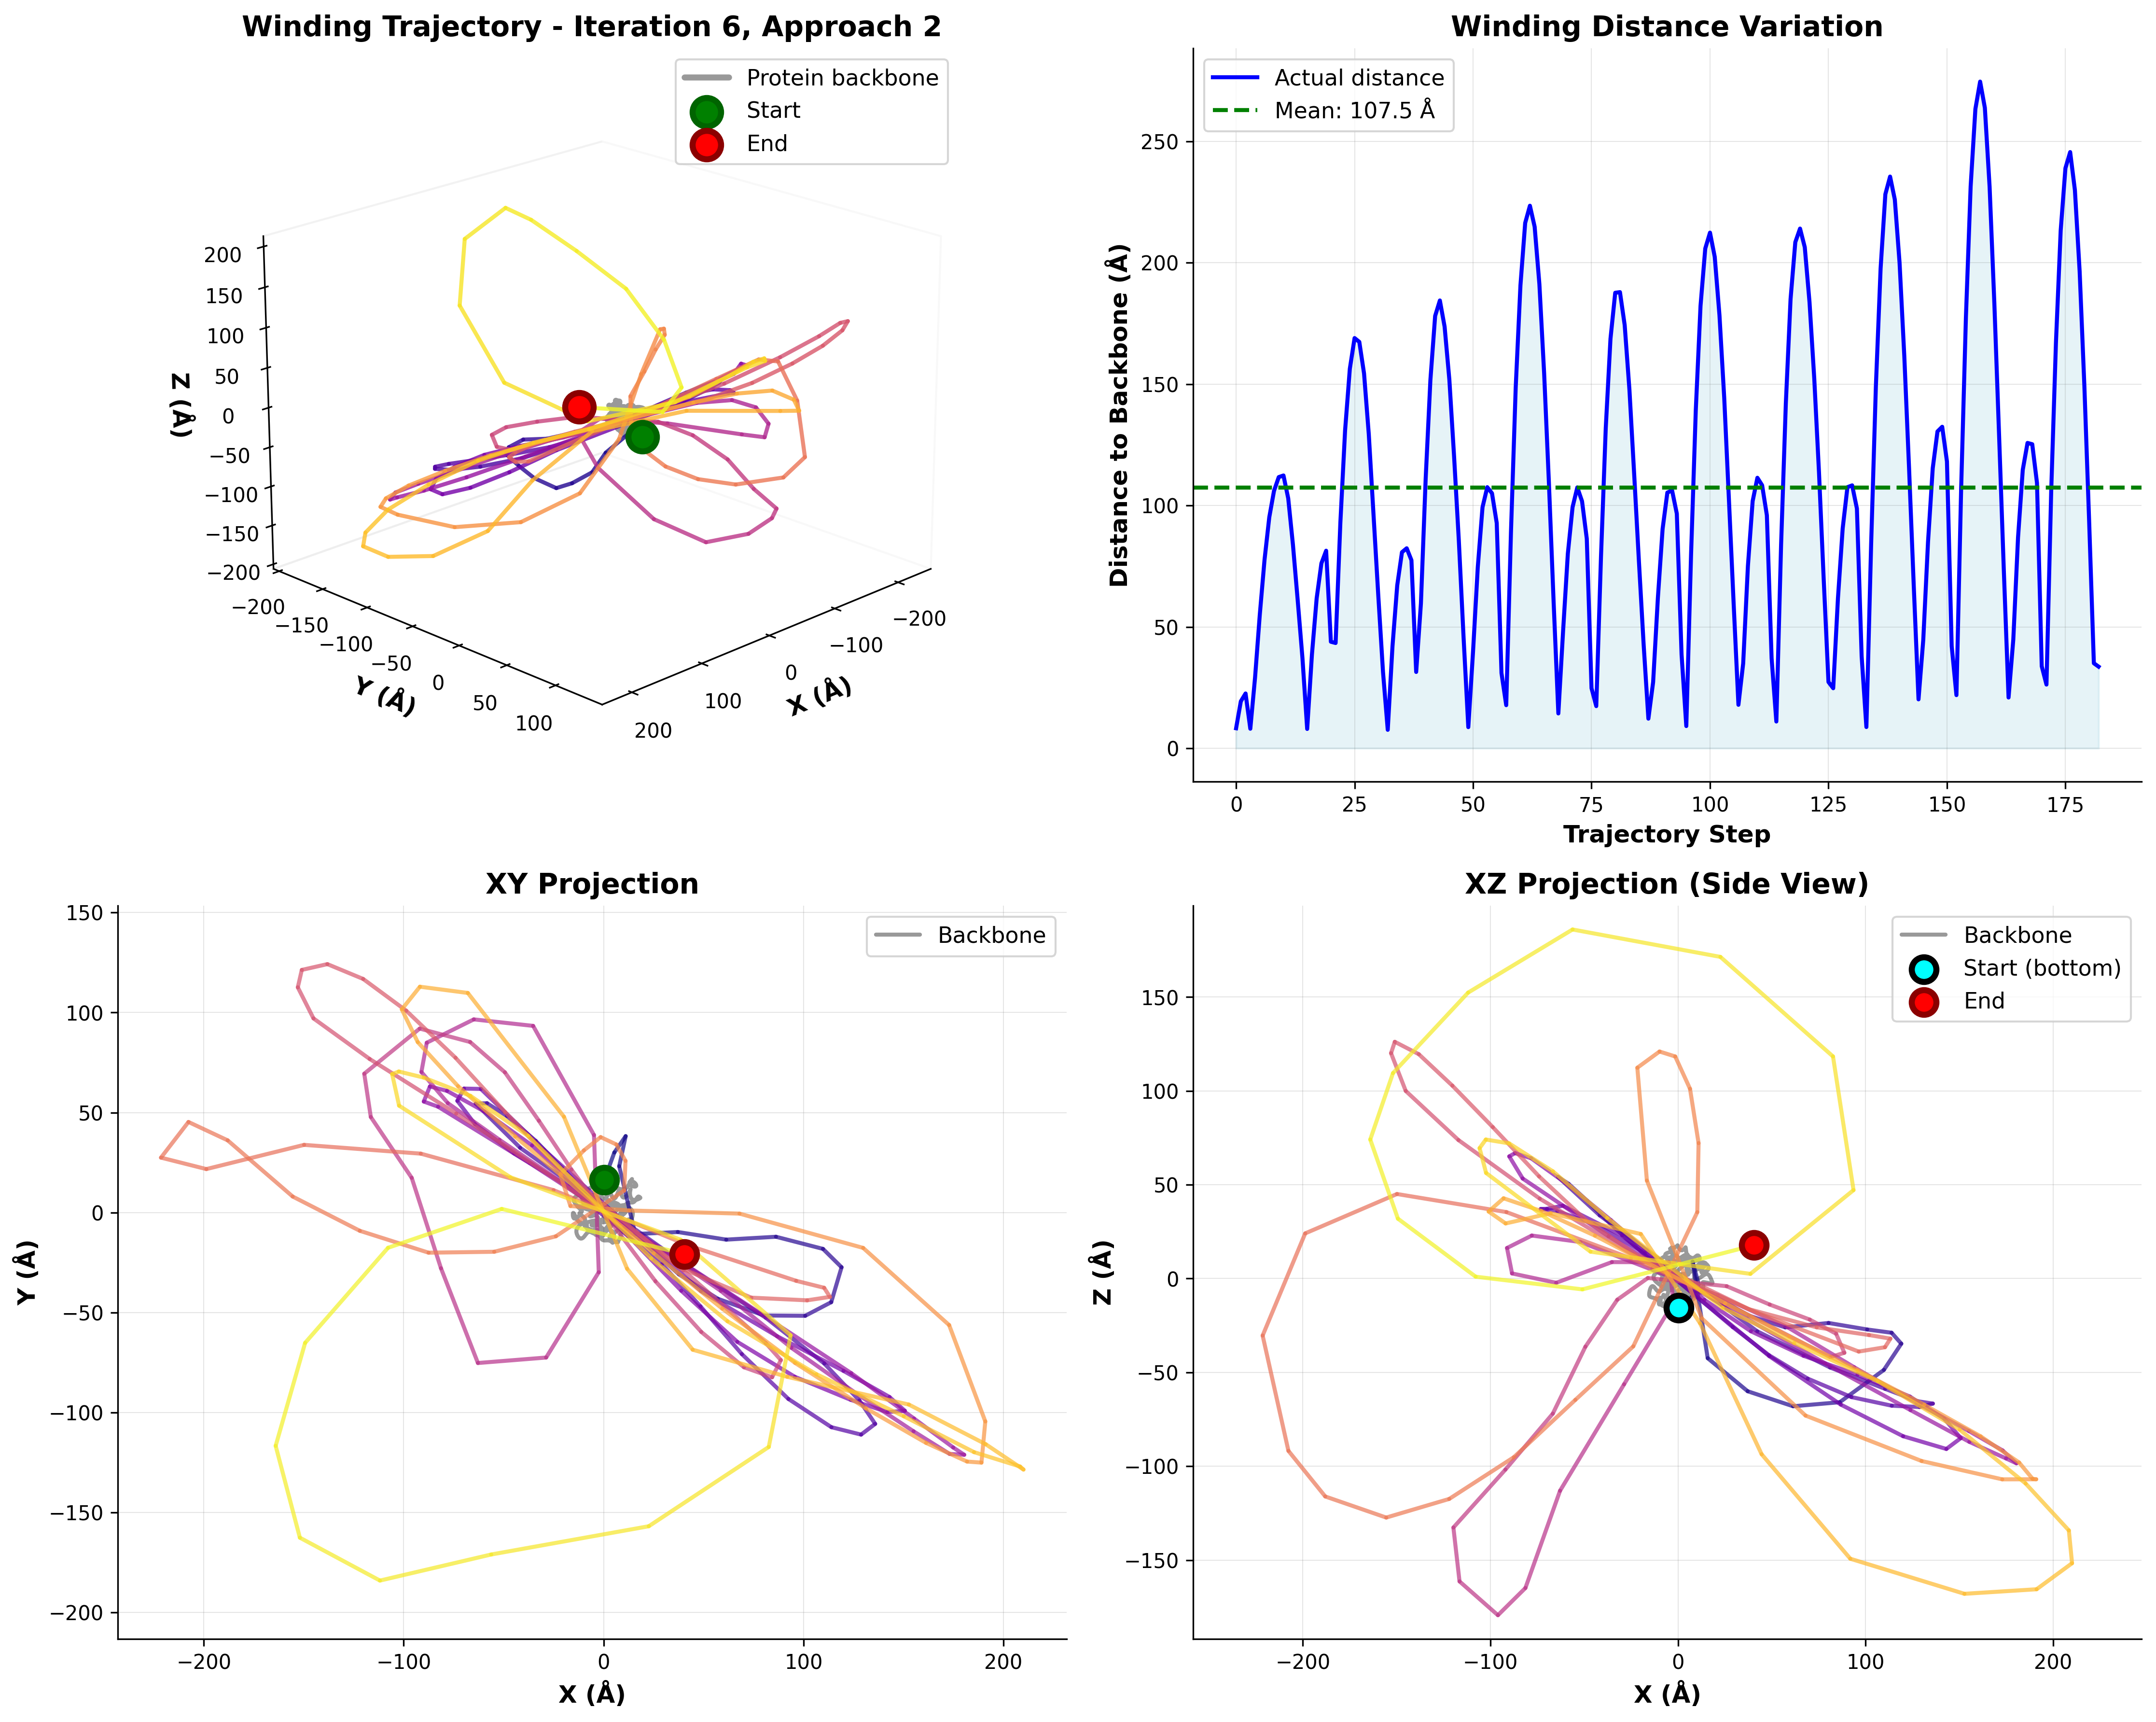 Winding Trajectory - Iteration 6, Approach 2
Protein backbone
Start
End
200
150
100
50
0
−50
−100
−150
−200
Z (Å)
−200
−150
−100
−50
0
50
100
Y (Å)
−200
−100
0
100
200
X (Å)
Winding Distance Variation
Actual distance
Mean: 107.5 Å
250
200
150
100
50
0
Distance to Backbone (Å)
0 25 50 75 100 125 150 175
Trajectory Step
XY Projection
Backbone
150
100
50
0
−50
−100
−150
−200
Y (Å)
−200 −100 0 100 200
X (Å)
XZ Projection (Side View)
Backbone
Start (bottom)
End
150
100
50
0
−50
−100
−150
Z (Å)
−200 −100 0 100 200
X (Å)